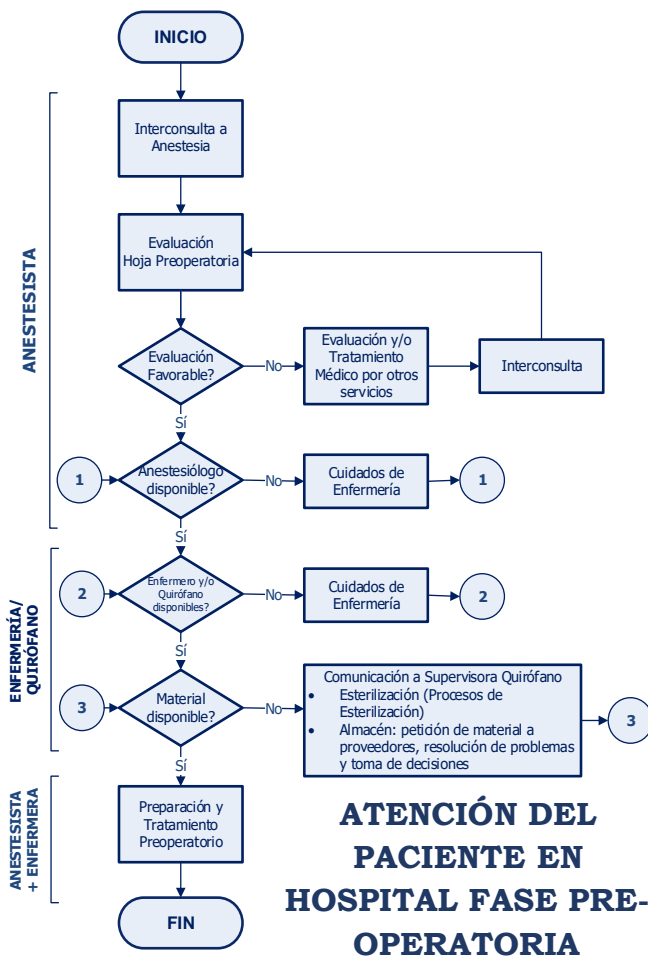 INICIO
ANESTESISTA
Interconsulta a
Anestesia
Evaluación
Hoja Preoperatoria
Evaluación
Favorable?
No
Evaluación y/o
Tratamiento
Médico por otros
servicios
Interconsulta
Sí
1
Anestesiólogo
disponible?
No
Cuidados de
Enfermería
1
Sí
ENFERMERÍA/
QUIRÓFANO
2
Enfermero y/o
Quirófano
disponibles?
No
Cuidados de
Enfermería
2
Sí
3
Material
disponible?
No
Comunicación a Supervisora Quirófano
• Esterilización (Procesos de
Esterilización)
• Almacén: petición de material a
proveedores, resolución de problemas
y toma de decisiones
3
Sí
ANESTESISTA
+ ENFERMERA
Preparación y
Tratamiento
Preoperatorio
FIN
ATENCIÓN DEL
PACIENTE EN
HOSPITAL FASE PRE-
OPERATORIA